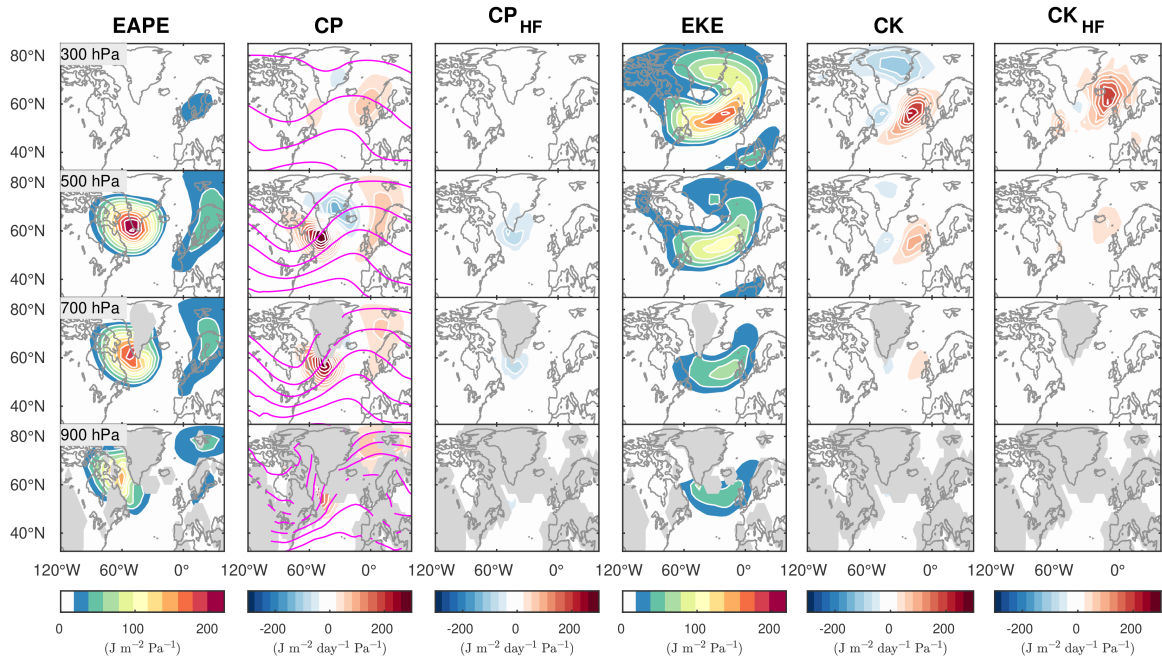 EAPE CP CP HF EKE CK CK HF
300 hPa
80°N
60°N
40°N
500 hPa
80°N
60°N
40°N
700 hPa
80°N
60°N
40°N
900 hPa
80°N
60°N
40°N
120°W 60°W 0° 120°W 60°W 0° 120°W 60°W 0° 120°W 60°W 0° 120°W 60°W 0° 120°W 60°W 0°
0 100 200 -200 0 200 -200 0 200 0 100 200 -200 0 200 -200 0 200
(J m⁻² Pa⁻¹) (J m⁻² day⁻¹ Pa⁻¹) (J m⁻² day⁻¹ Pa⁻¹) (J m⁻² Pa⁻¹) (J m⁻² day⁻¹ Pa⁻¹) (J m⁻² day⁻¹ Pa⁻¹)